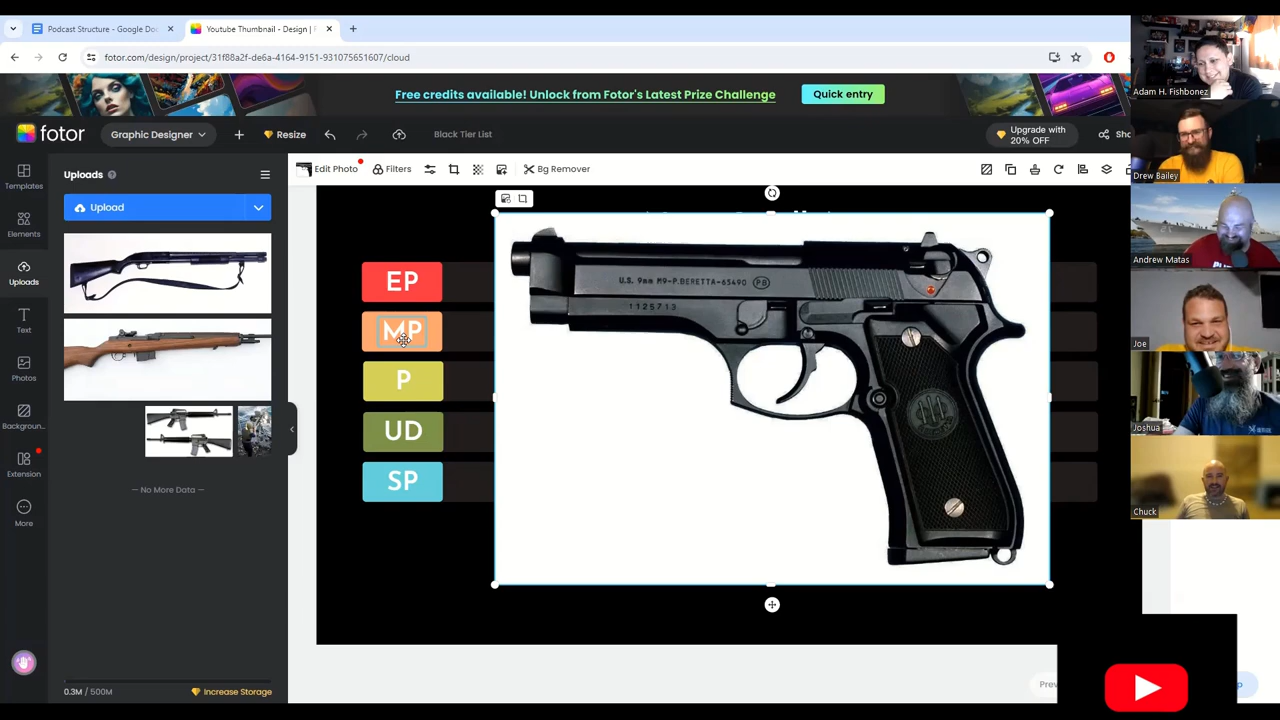 Podcast Structure - Google Do
Youtube Thumbnail - Design |
fotor.com/design/project/31f88a2f-de6a-4164-9151-931075651607/cloud
Free credits available! Unlock from Fotor's Latest Prize Challenge
Quick entry
fotor
Graphic Designer
Resize
Black Tier List
Upgrade with
20% OFF
Sha
Adam H. Fishbonez
Templates
Uploads
Edit Photo
Filters
Bg Remover
Drew Bailey
Upload
Elements
Uploads
Text
Photos
Backgroun..
Extension
More
No More Data
0.3M / 500M
Increase Storage
EP
MP
P
UD
SP
U.S. 9mm M9-P.BERETTA-65490 PB
1125713
Andrew Matas
Joe
Joshua
Chuck
Prev